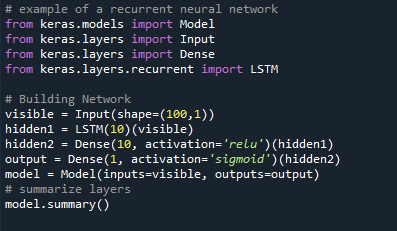 # example of a recurrent neural network
from keras.models import Model
from keras.layers import Input
from keras.layers import Dense
from keras.layers.recurrent import LSTM
# Building Network
visible = Input(shape=(100,1))
hidden1 = LSTM(10)(visible)
hidden2 = Dense(10, activation='relu')(hidden1)
output = Dense(1, activation='sigmoid')(hidden2)
model = Model(inputs=visible, outputs=output)
# summarize layers
model.summary()